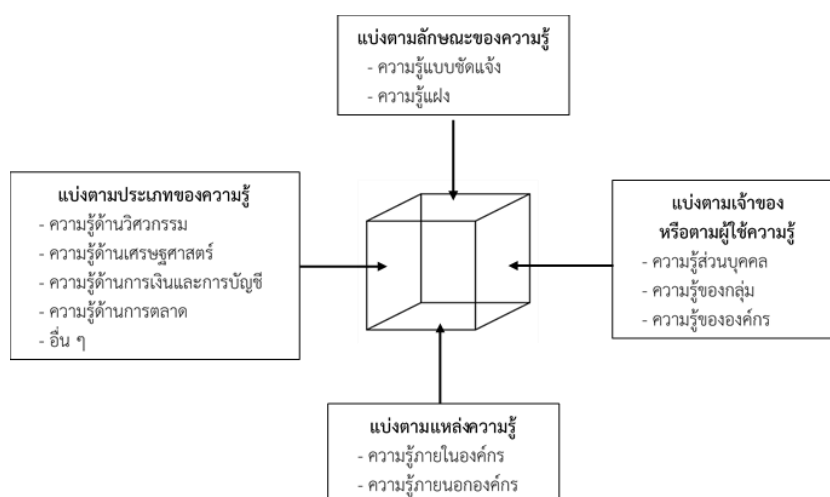 แบ่งตามลักษณะของความรู้
- ความรู้แบบชัดแจ้ง
- ความรู้แฝง
แบ่งตามประเภทของความรู้
- ความรู้ด้านวิศวกรรม
- ความรู้ด้านเศรษฐศาสตร์
- ความรู้ด้านการเงินและการบัญชี
- ความรู้ด้านการตลาด
- อื่น ๆ
แบ่งตามเจ้าของ
หรือตามผู้ใช้ความรู้
- ความรู้ส่วนบุคคล
- ความรู้ของกลุ่ม
- ความรู้ขององค์กร
แบ่งตามแหล่งความรู้
- ความรู้ภายในองค์กร
- ความรู้ภายนอกองค์กร